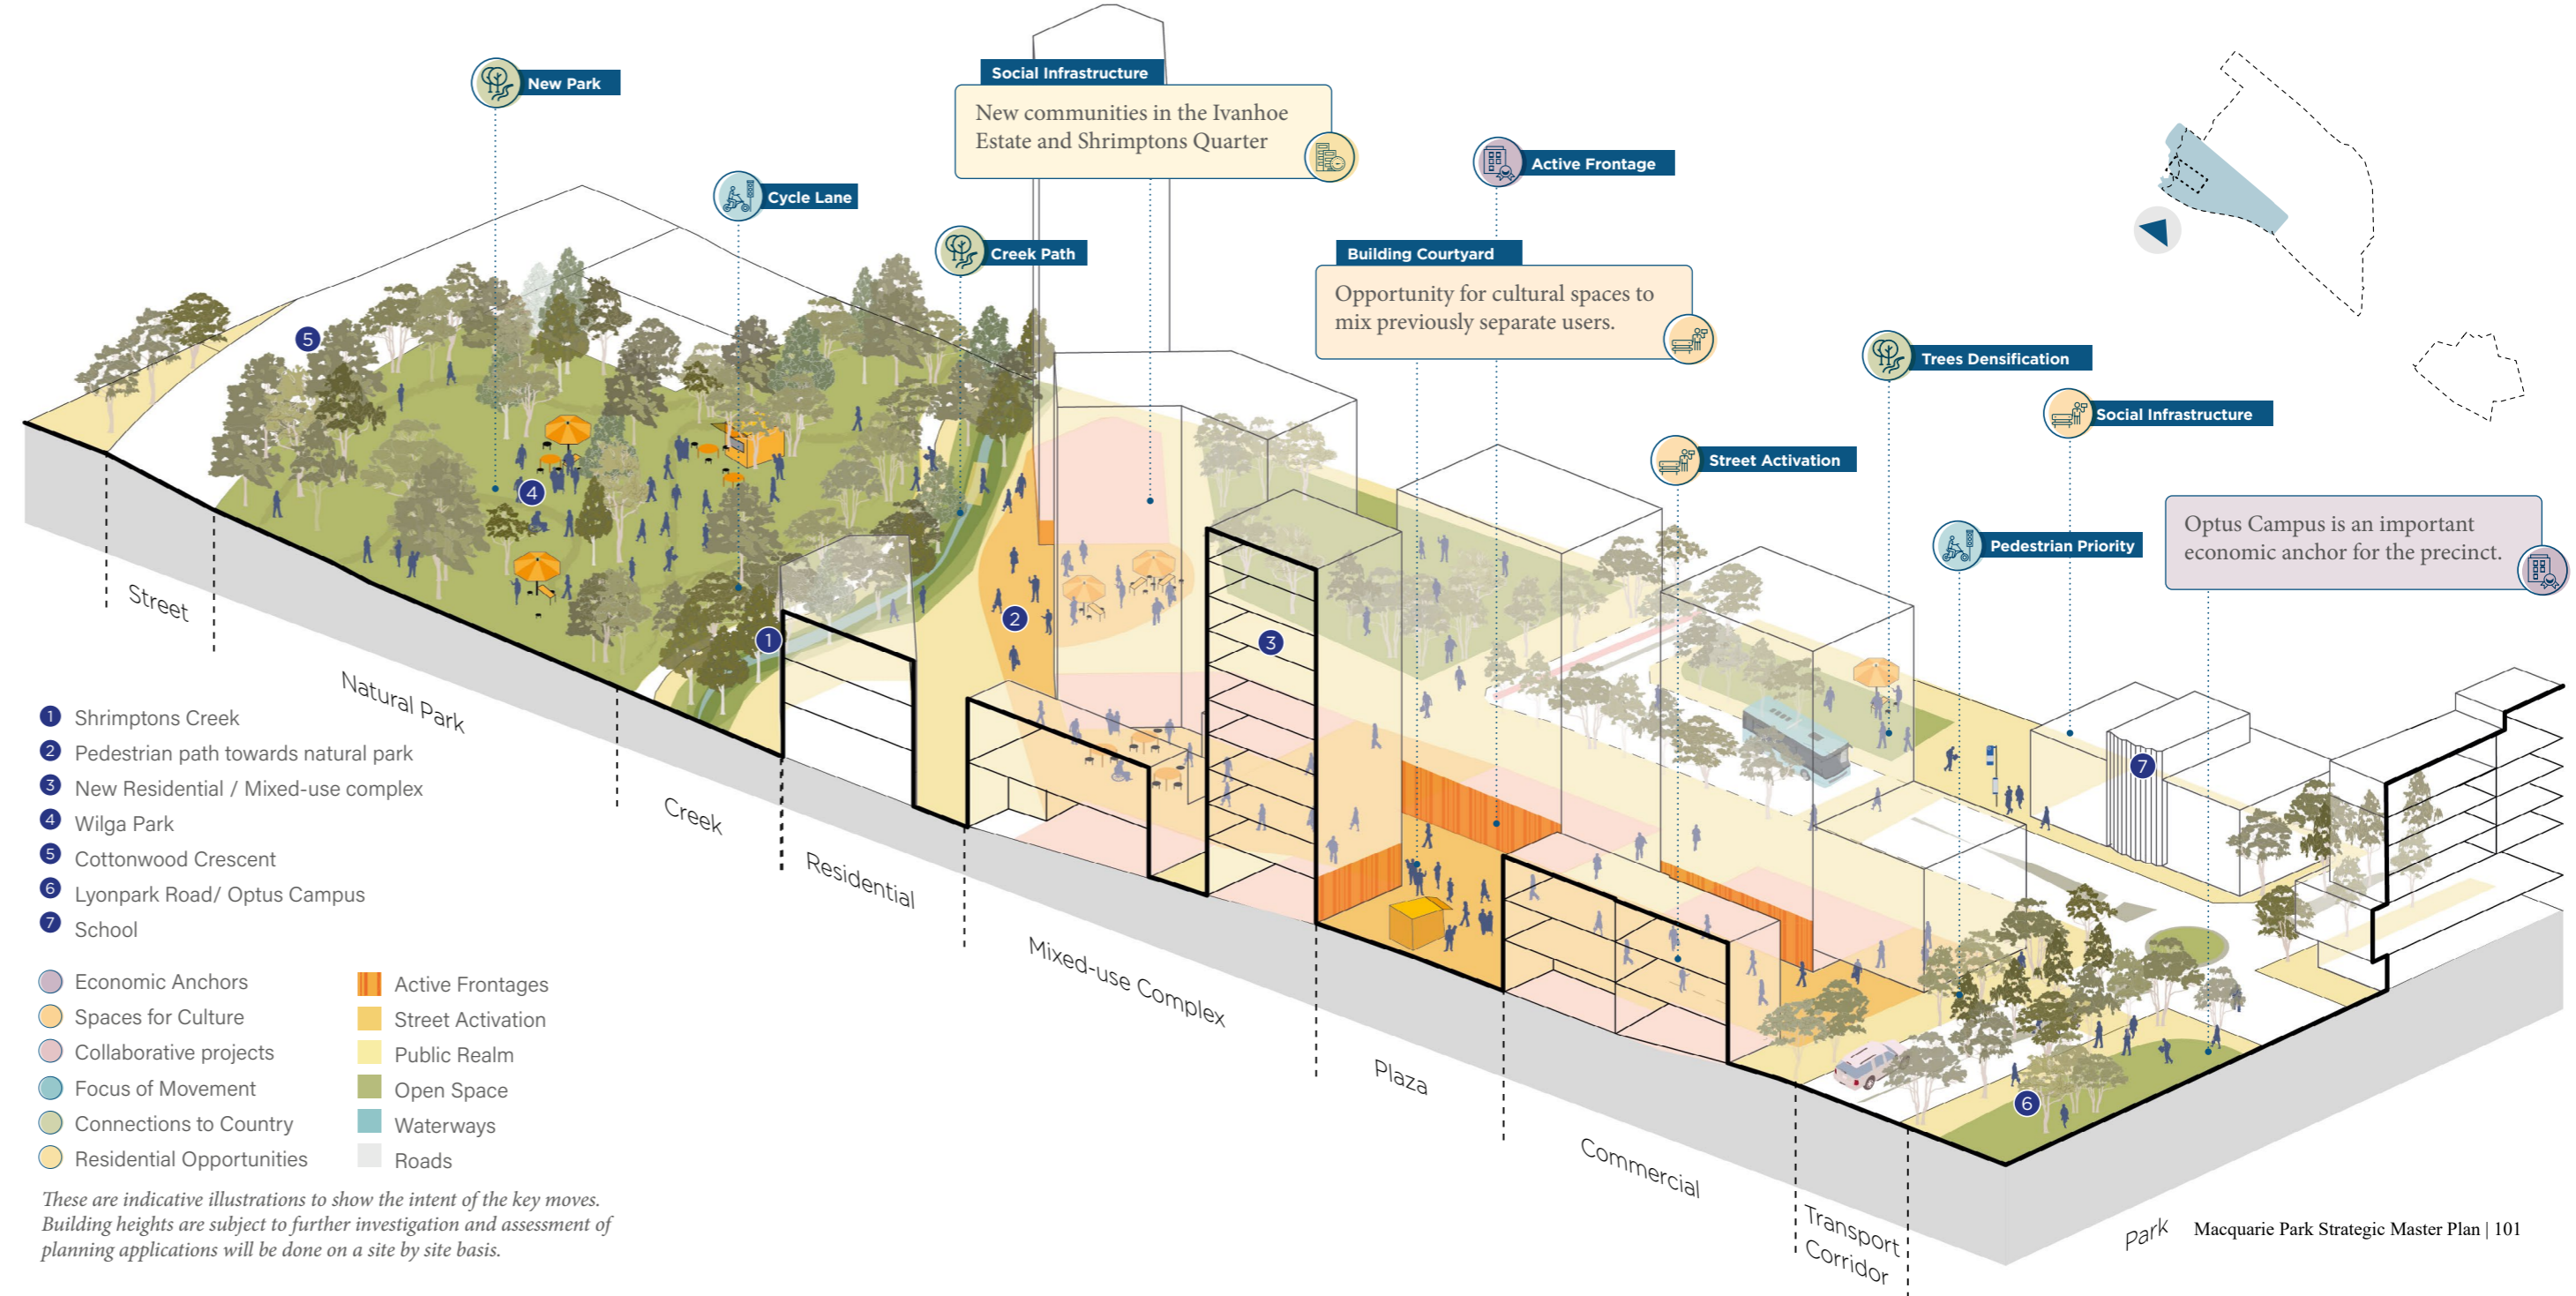 New Park
Cycle Lane
Creek Path
Social Infrastructure
New communities in the Ivanhoe
Estate and Shrimptons Quarter
Active Frontage
Building Courtyard
Opportunity for cultural spaces to
mix previously separate users.
Trees Densification
Social Infrastructure
Street Activation
Pedestrian Priority
Optus Campus is an important
economic anchor for the precinct.
5
4
1
2
3
7
6
Street
Natural Park
Creek
Residential
Mixed-use Complex
Plaza
Commercial
Transport
Corridor
Park
1 Shrimptons Creek
2 Pedestrian path towards natural park
3 New Residential / Mixed-use complex
4 Wilga Park
5 Cottonwood Crescent
6 Lyonpark Road/ Optus Campus
7 School
Economic Anchors
Spaces for Culture
Collaborative projects
Focus of Movement
Connections to Country
Residential Opportunities
Active Frontages
Street Activation
Public Realm
Open Space
Waterways
Roads
These are indicative illustrations to show the intent of the key moves.
Building heights are subject to further investigation and assessment of
planning applications will be done on a site by site basis.
Macquarie Park Strategic Master Plan | 101